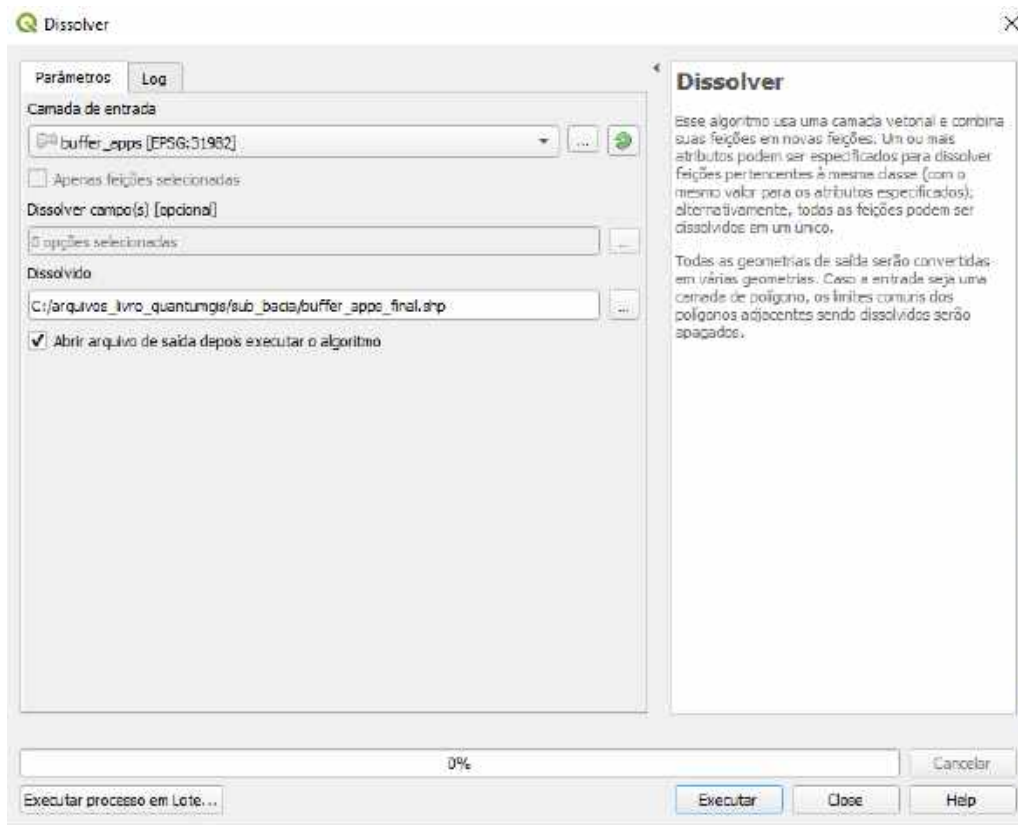 Dissolver
Parâmetros
Log
Camada de entrada
buffer_apps [EPSG:31982]
...
Apenas feições selecionadas
Dissolver campo(s) [opcional]
0 opções selecionadas
...
Dissolvido
C:/arquivos_livro_quantumgis/sub_bacia/buffer_apps_final.shp
...
Abrir arquivo de saída depois executar o algoritmo
Dissolver
Esse algoritmo usa uma camada vetorial e combina
suas feições em novas feições. Um ou mais
atributos podem ser especificados para dissolver
feições pertencentes à mesma classe (com o
mesmo valor para os atributos especificados);
alternativamente, todas as feições podem ser
dissolvidos em um único.
Todas as geometrias de saída serão convertidas
em várias geometrias. Caso a entrada seja uma
camada de polígono, os limites comuns dos
polígonos adjacentes sendo dissolvidos serão
apagados.
0%
Cancelar
Executar processo em Lote...
Executar
Close
Help